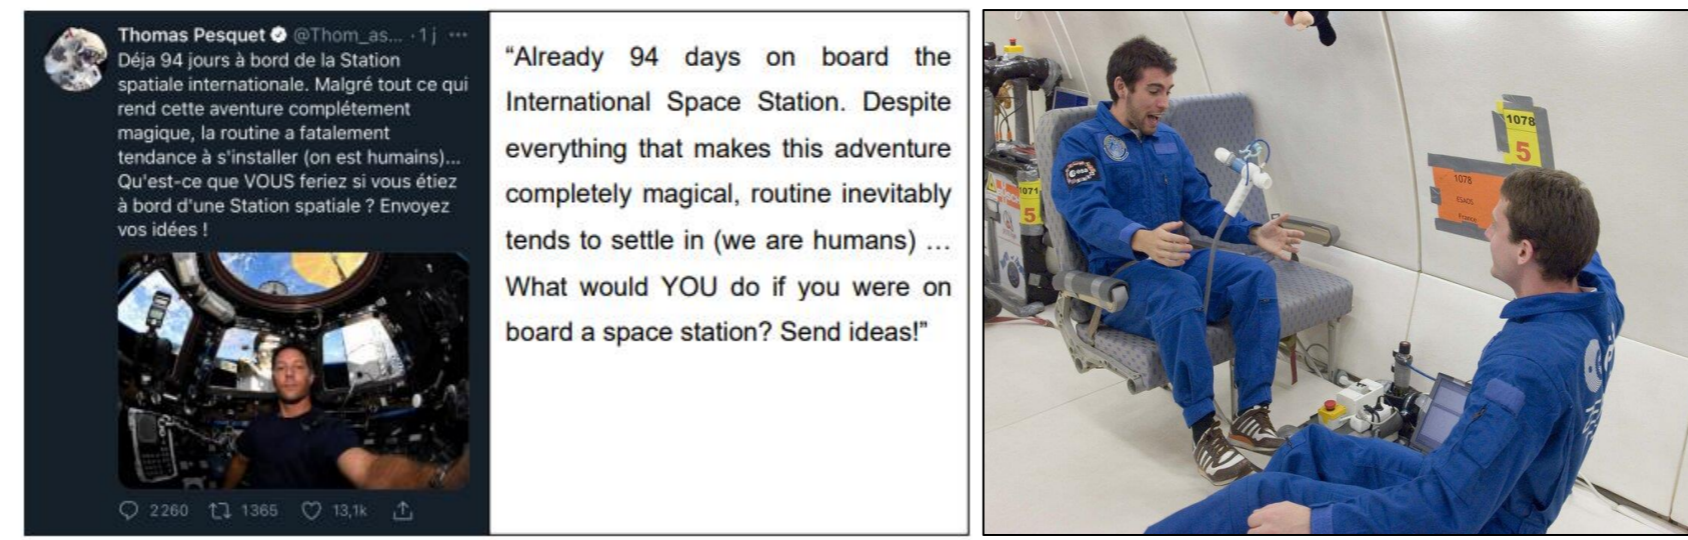 Thomas Pesquet @Thom_as... · 1 j ···
Déja 94 jours à bord de la Station
spatiale internationale. Malgré tout ce qui
rend cette aventure complétement
magique, la routine a fatalement
tendance à s'installer (on est humains)...
Qu'est-ce que VOUS feriez si vous étiez
à bord d'une Station spatiale ? Envoyez
vos idées !
2260 1365 13,1k
“Already 94 days on board the
International Space Station. Despite
everything that makes this adventure
completely magical, routine inevitably
tends to settle in (we are humans) …
What would YOU do if you were on
board a space station? Send ideas!”
esa
1071
5
1078
5
1078
France